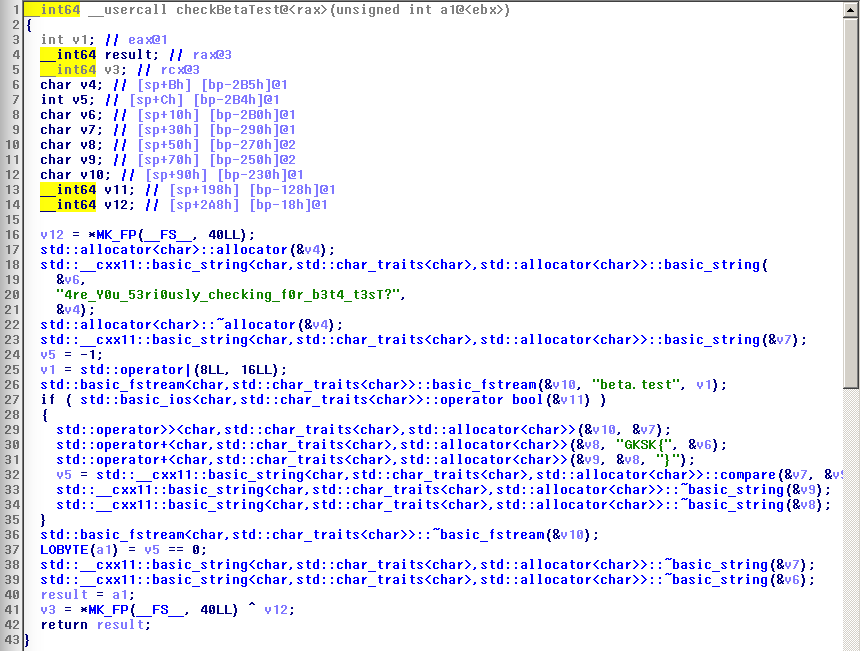 1 __int64 __usercall checkBetaTest@<rax>(unsigned int a1@<ebx>)
2 {
3 int v1; // eax@1
4 __int64 result; // rax@3
5 __int64 v3; // rcx@3
6 char v4; // [sp+Bh] [bp-2B5h]@1
7 int v5; // [sp+Ch] [bp-2B4h]@1
8 char v6; // [sp+10h] [bp-2B0h]@1
9 char v7; // [sp+30h] [bp-290h]@1
10 char v8; // [sp+50h] [bp-270h]@2
11 char v9; // [sp+70h] [bp-250h]@2
12 char v10; // [sp+90h] [bp-230h]@1
13 __int64 v11; // [sp+198h] [bp-128h]@1
14 __int64 v12; // [sp+2A8h] [bp-18h]@1
15
16 v12 = *MK_FP(__FS__, 40LL);
17 std::allocator<char>::allocator(&v4);
18 std::__cxx11::basic_string<char,std::char_traits<char>,std::allocator<char>>::basic_string(
19 &v6,
20 "4re_Y0u_53ri0usly_checking_f0r_b3t4_t3sT?",
21 &v4);
22 std::allocator<char>::~allocator(&v4);
23 std::__cxx11::basic_string<char,std::char_traits<char>,std::allocator<char>>::basic_string(&v7);
24 v5 = -1;
25 v1 = std::operator|(8LL, 16LL);
26 std::basic_fstream<char,std::char_traits<char>>::basic_fstream(&v10, "beta.test", v1);
27 if ( std::basic_ios<char,std::char_traits<char>>::operator bool(&v11) )
28 {
29 std::operator>><char,std::char_traits<char>,std::allocator<char>>(&v10, &v7);
30 std::operator+<char,std::char_traits<char>,std::allocator<char>>(&v8, "GKSK{", &v6);
31 std::operator+<char,std::char_traits<char>,std::allocator<char>>(&v9, &v8, "}");
32 v5 = std::__cxx11::basic_string<char,std::char_traits<char>,std::allocator<char>>::compare(&v7, &v9
33 std::__cxx11::basic_string<char,std::char_traits<char>,std::allocator<char>>::~basic_string(&v9);
34 std::__cxx11::basic_string<char,std::char_traits<char>,std::allocator<char>>::~basic_string(&v8);
35 }
36 std::basic_fstream<char,std::char_traits<char>>::~basic_fstream(&v10);
37 LOBYTE(a1) = v5 == 0;
38 std::__cxx11::basic_string<char,std::char_traits<char>,std::allocator<char>>::~basic_string(&v7);
39 std::__cxx11::basic_string<char,std::char_traits<char>,std::allocator<char>>::~basic_string(&v6);
40 result = a1;
41 v3 = *MK_FP(__FS__, 40LL) ^ v12;
42 return result;
43 }